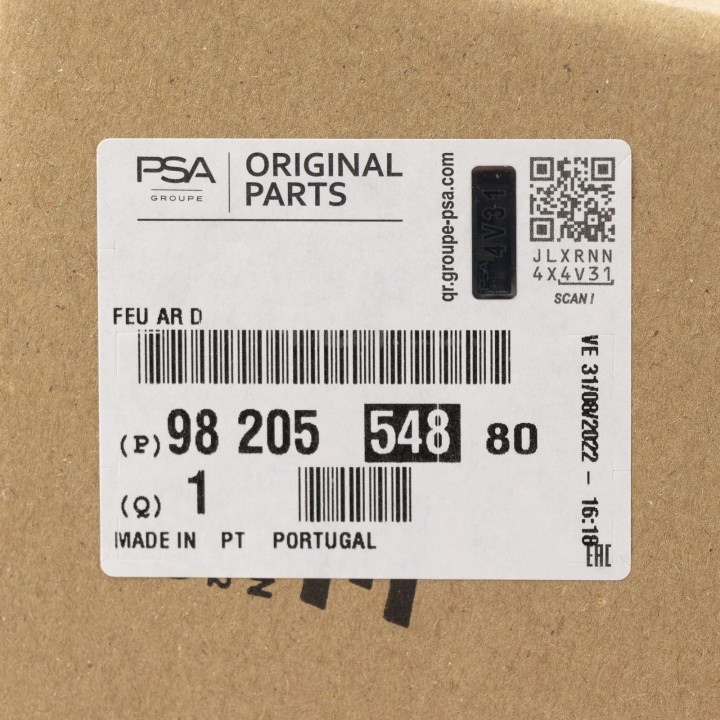 PSA
GROUPE
ORIGINAL
PARTS
qr.groupe-psa.com
PSA 4V31
JLXRNN
4X4V31
SCAN!
FEU AR D
(P) 98 205 548 80
(Q) 1
MADE IN PT PORTUGAL
VE 31/08/2022 - 16:18
EAC